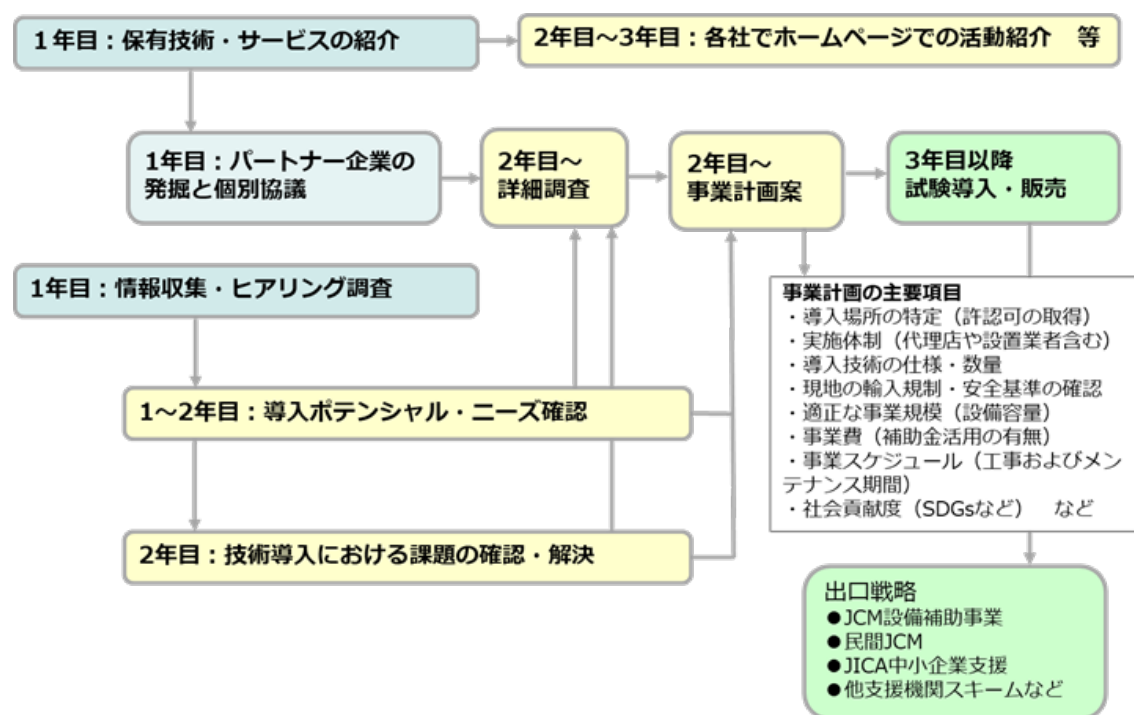 1年目：保有技術・サービスの紹介
2年目～3年目：各社でホームページでの活動紹介　等
1年目：パートナー企業の
発掘と個別協議
2年目～
詳細調査
2年目～
事業計画案
3年目以降
試験導入・販売
1年目：情報収集・ヒアリング調査
1～2年目：導入ポテンシャル・ニーズ確認
2年目：技術導入における課題の確認・解決
事業計画の主要項目
・導入場所の特定（許認可の取得）
・実施体制（代理店や設置業者含む）
・導入技術の仕様・数量
・現地の輸入規制・安全基準の確認
・適正な事業規模（設備容量）
・事業費（補助金活用の有無）
・事業スケジュール（工事およびメン
テナンス期間）
・社会貢献度（SDGsなど）　など
出口戦略
●JCM設備補助事業
●民間JCM
●JICA中小企業支援
●他支援機関スキームなど